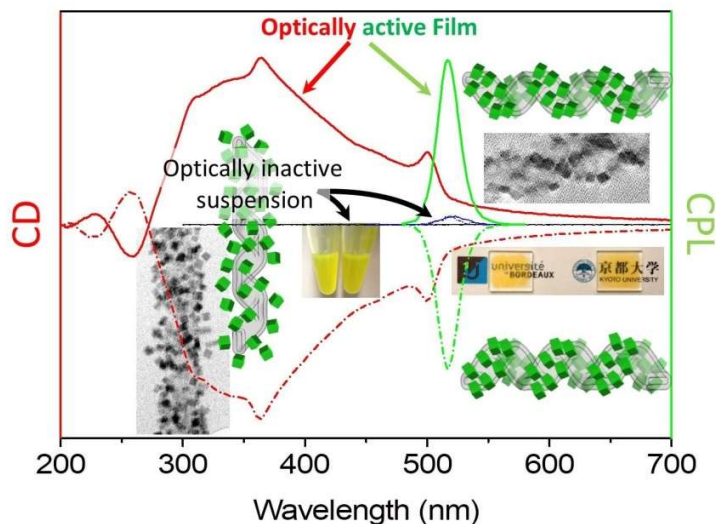 Optically active Film
Optically inactive
suspension
CD
CPL
université
de BORDEAUX
京都大学
KYOTO UNIVERSITY
200
300
400
500
600
700
Wavelength (nm)